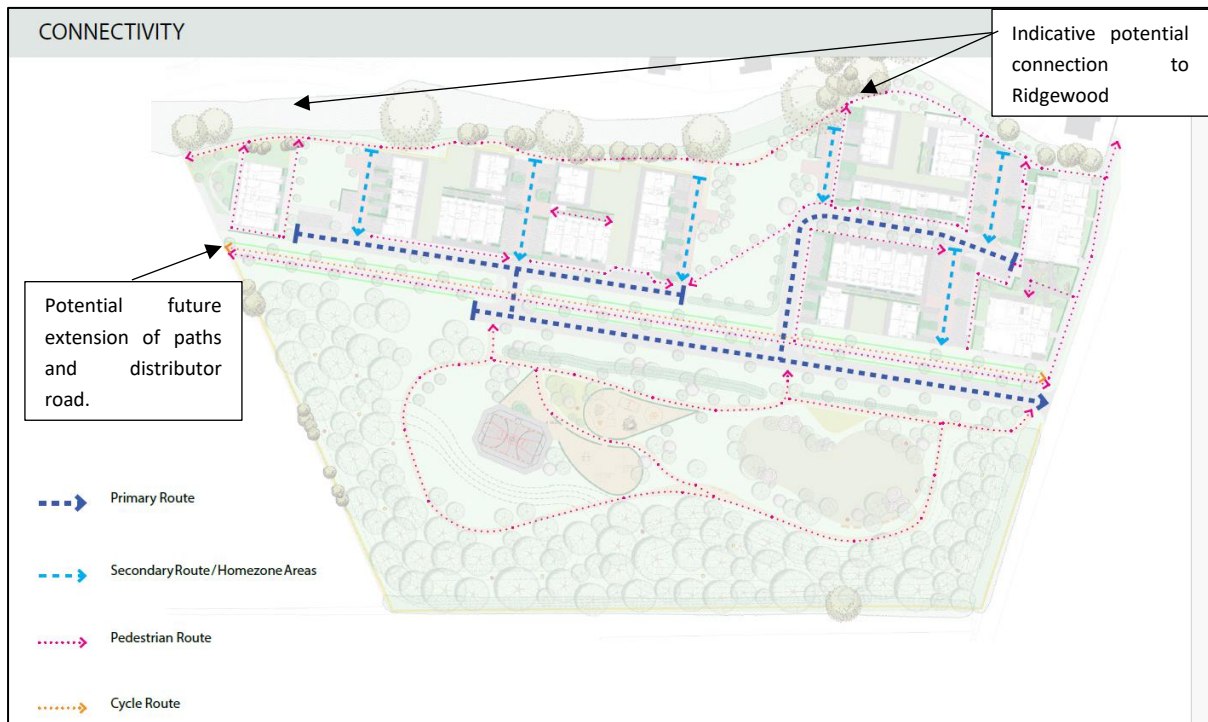 CONNECTIVITY
Indicative potential
connection to
Ridgewood
Potential future
extension of paths
and distributor
road.
Primary Route
Secondary Route/Homezone Areas
Pedestrian Route
Cycle Route